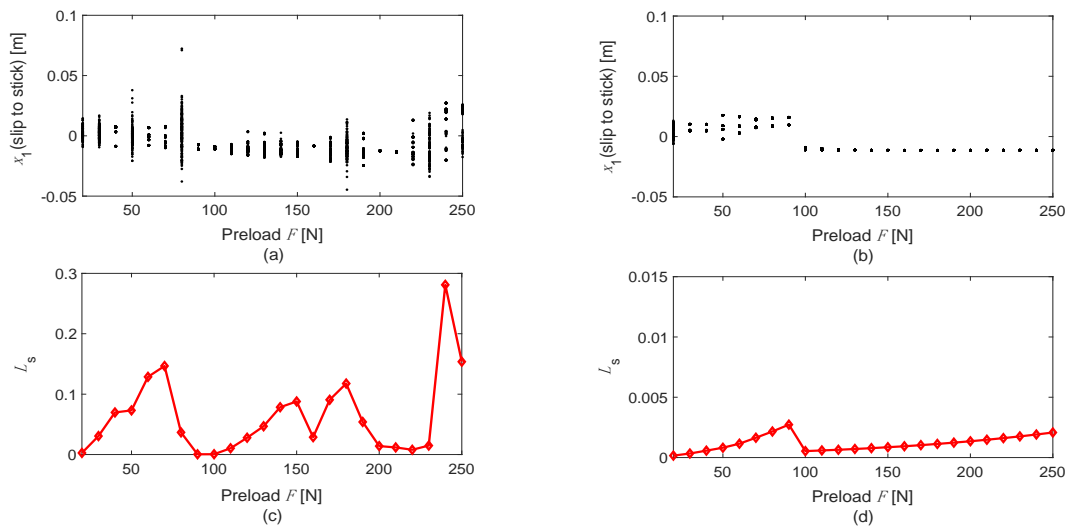 0.1
0.05
0
-0.05
x1(slip to stick) [m]
50 100 150 200 250
Preload F [N]
(a)
0.1
0.05
0
-0.05
x1(slip to stick) [m]
50 100 150 200 250
Preload F [N]
(b)
0.3
0.2
0.1
0
Ls
50 100 150 200 250
Preload F [N]
(c)
0.015
0.01
0.005
0
Ls
50 100 150 200 250
Preload F [N]
(d)